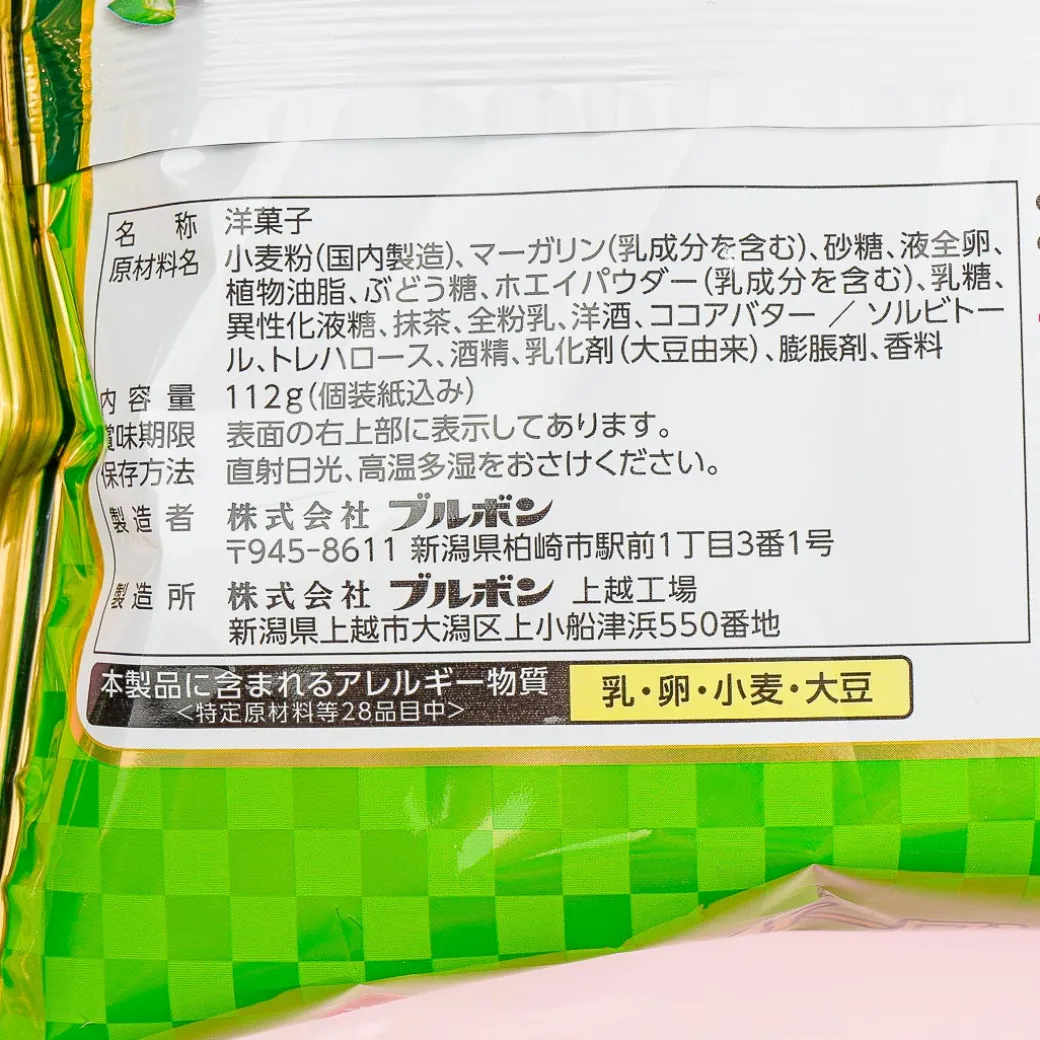 名 称 洋菓子
原材料名 小麦粉(国内製造)、マーガリン(乳成分を含む)、砂糖、液全卵、
植物油脂、ぶどう糖、ホエイパウダー(乳成分を含む)、乳糖、
異性化液糖、抹茶、全粉乳、洋酒、ココアバター ／ ソルビトー
ル、トレハロース、酒精、乳化剤(大豆由来)、膨脹剤、香料
内容量 112g(個装紙込み)
賞味期限 表面の右上部に表示してあります。
保存方法 直射日光、高温多湿をおさけください。
製造者 株式会社 ブルボン
〒945-8611 新潟県柏崎市駅前1丁目3番1号
製造所 株式会社 ブルボン 上越工場
新潟県上越市大潟区上小船津浜550番地
本製品に含まれるアレルギー物質
<特定原材料等28品目中>
乳・卵・小麦・大豆